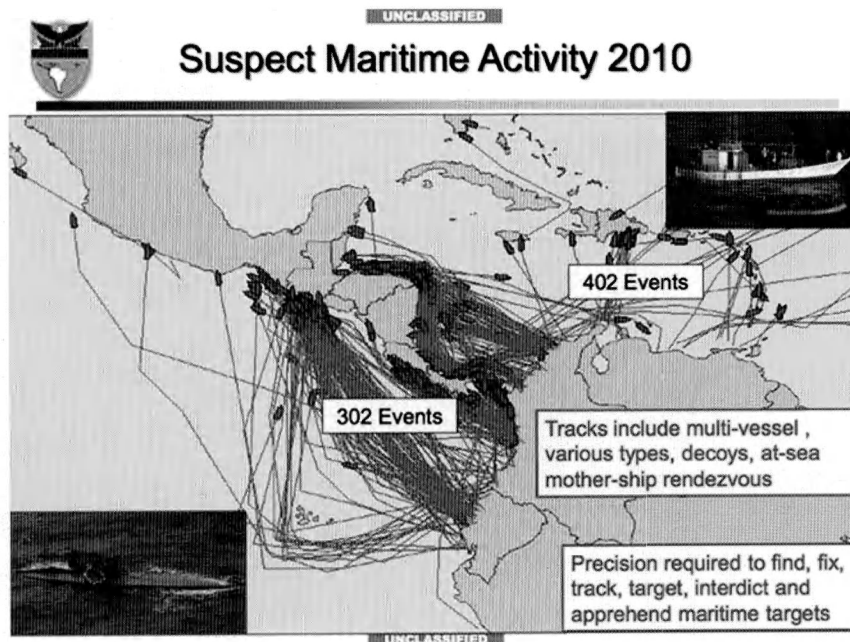 UNCLASSIFIED
Suspect Maritime Activity 2010
402 Events
302 Events
Tracks include multi-vessel ,
various types, decoys, at-sea
mother-ship rendezvous
Precision required to find, fix,
track, target, interdict and
apprehend maritime targets
UNCLASSIFIED